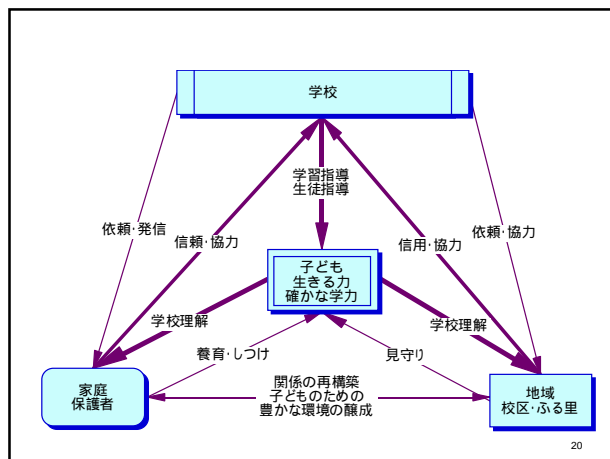 学校
学習指導
生徒指導
依頼・発信
信頼・協力
信用・協力
依頼・協力
子ども
生きる力
確かな学力
学校理解
学校理解
養育・しつけ
見守り
家庭
保護者
関係の再構築
子どものための
豊かな環境の醸成
地域
校区・ふる里
20